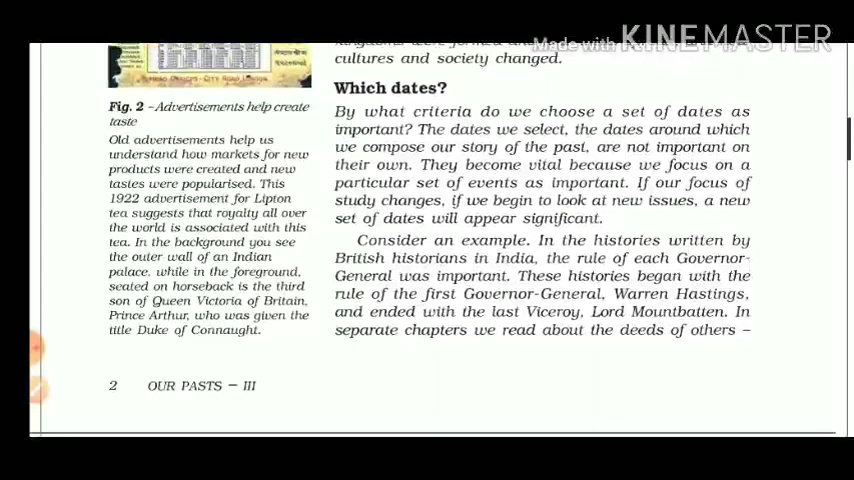 Made with KINEMASTER
cultures and society changed.
Fig. 2 – Advertisements help create
taste
Old advertisements help us
understand how markets for new
products were created and new
tastes were popularised. This
1922 advertisement for Lipton
tea suggests that royalty all over
the world is associated with this
tea. In the background you see
the outer wall of an Indian
palace, while in the foreground,
seated on horseback is the third
son of Queen Victoria of Britain,
Prince Arthur, who was given the
title Duke of Connaught.
Which dates?
By what criteria do we choose a set of dates as
important? The dates we select, the dates around which
we compose our story of the past, are not important on
their own. They become vital because we focus on a
particular set of events as important. If our focus of
study changes, if we begin to look at new issues, a new
set of dates will appear significant.
Consider an example. In the histories written by
British historians in India, the rule of each Governor-
General was important. These histories began with the
rule of the first Governor-General, Warren Hastings,
and ended with the last Viceroy, Lord Mountbatten. In
separate chapters we read about the deeds of others –
2 OUR PASTS – III